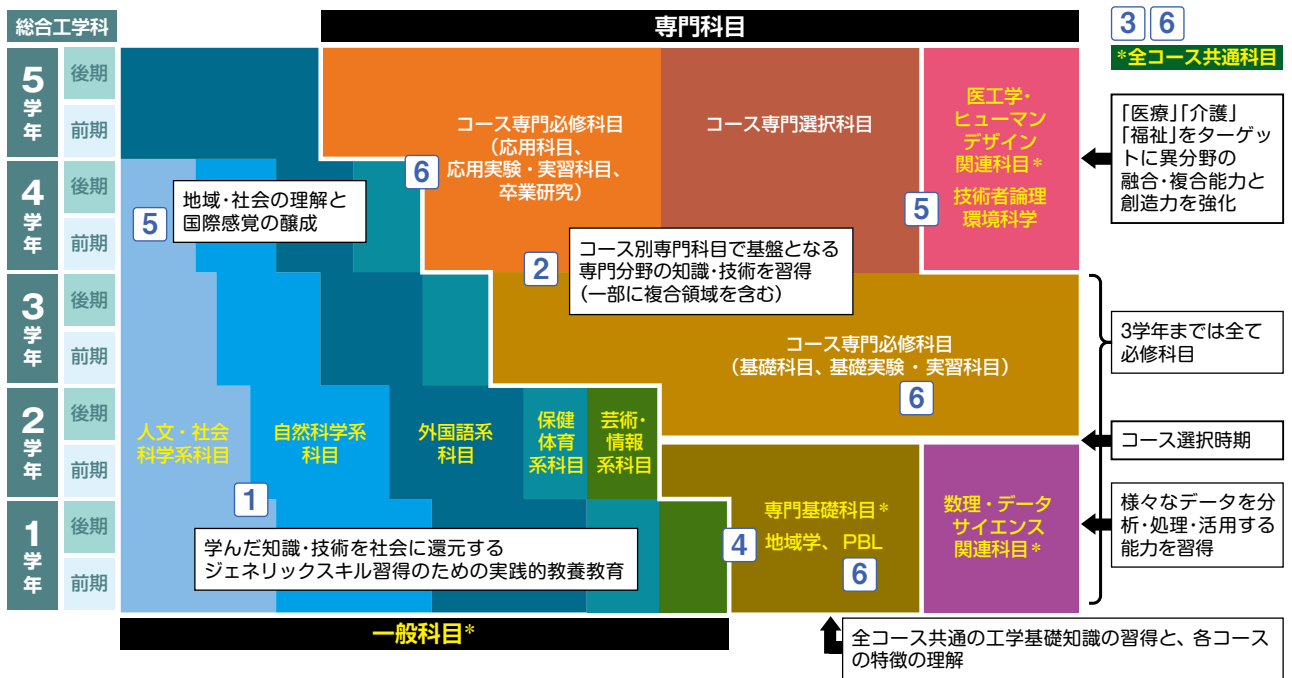 総合工学科
専門科目
3 6
*全コース共通科目
5学年
後期
前期
4学年
後期
前期
3学年
後期
前期
2学年
後期
前期
1学年
後期
前期
コース専門必修科目
(応用科目、
応用実験・実習科目、
卒業研究)
6
コース専門選択科目
医工学・
ヒューマン
デザイン
関連科目*
技術者論理
環境科学
5
「医療」「介護」
「福祉」をターゲッ
トに異分野の
融合・複合能力と
創造力を強化
5
地域・社会の理解と
国際感覚の醸成
2
コース別専門科目で基盤となる
専門分野の知識・技術を習得
(一部に複合領域を含む)
コース専門必修科目
(基礎科目、基礎実験・実習科目)
6
3学年までは全て
必修科目
コース選択時期
人文・社会
科学系科目
自然科学系
科目
外国語系
科目
保健
体育
系科目
芸術・
情報
系科目
1
学んだ知識・技術を社会に還元する
ジェネリックスキル習得のための実践的教養教育
4
専門基礎科目*
地域学、PBL
6
数理・データ
サイエンス
関連科目*
様々なデータを分
析・処理・活用する
能力を習得
一般科目*
全コース共通の工学基礎知識の習得と、各コース
の特徴の理解